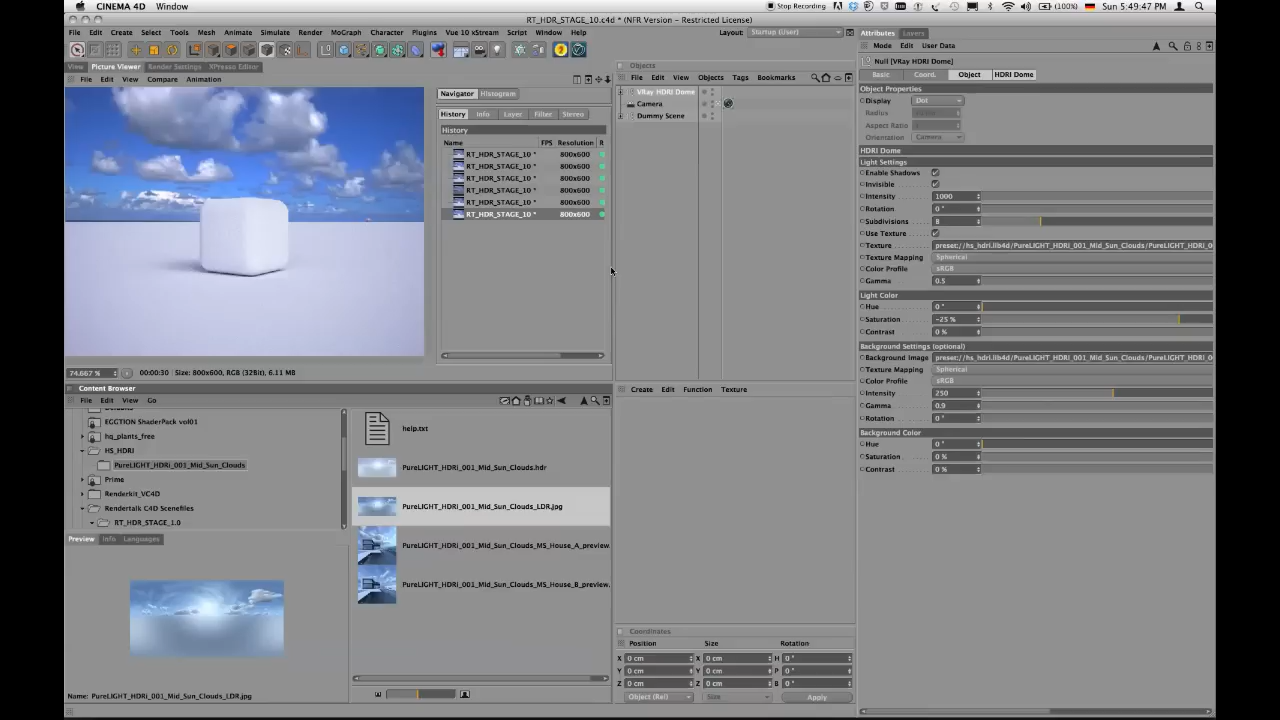 CINEMA 4D Window
Stop Recording
(100%) Sun 5:49:47 PM
RT_HDR_STAGE_10.c4d * (NFR Version - Restricted License)
File Edit Create Select Tools Mesh Animate Simulate Render MoGraph Character Plugins Vue 10 xStream Script Window Help
Layout: Startup (User)
View Picture Viewer Render Settings XPresso Editor
File Edit View Compare Animation
Navigator Histogram
History Info Layer Filter Stereo
History
Name FPS Resolution R
RT_HDR_STAGE_10 * 800x600
RT_HDR_STAGE_10 * 800x600
RT_HDR_STAGE_10 * 800x600
RT_HDR_STAGE_10 * 800x600
RT_HDR_STAGE_10 * 800x600
RT_HDR_STAGE_10 * 800x600
74.667 % 00:00:30 Size: 800x600, RGB (32Bit), 6.11 MB
Objects
File Edit View Objects Tags Bookmarks
VRay HDRI Dome
Camera
Dummy Scene
Content Browser
File Edit View Go
EGGTION ShaderPack vol01
hq_plants_free
HS_HDRI
PureLIGHT_HDRi_001_Mid_Sun_Clouds
Prime
Renderkit_VC4D
Rendertalk C4D Scenefiles
RT_HDR_STAGE_1.0
help.txt
PureLIGHT_HDRi_001_Mid_Sun_Clouds.hdr
PureLIGHT_HDRi_001_Mid_Sun_Clouds_LDR.jpg
PureLIGHT_HDRi_001_Mid_Sun_Clouds_MS_House_A_preview
PureLIGHT_HDRi_001_Mid_Sun_Clouds_MS_House_B_preview.
Preview Info Languages
Name: PureLIGHT_HDRi_001_Mid_Sun_Clouds_LDR.jpg
Create Edit Function Texture
Coordinates
Position Size Rotation
X 0 cm X 0 cm H 0 °
Y 0 cm Y 0 cm P 0 °
Z 0 cm Z 0 cm B 0 °
Object (Rel) Size Apply
Attributes Layers
Mode Edit User Data
Null [VRay HDRI Dome]
Basic Coord. Object HDRI Dome
Object Properties
Display Dot
Radius
Aspect Ratio
Orientation Camera
HDRI Dome
Light Settings
Enable Shadows
Invisible
Intensity 1000
Rotation 0 °
Subdivisions 8
Use Texture
Texture preset://hs_hdri.lib4d/PureLIGHT_HDRi_001_Mid_Sun_Clouds/PureLIGHT_HDRi_0
Texture Mapping Spherical
Color Profile sRGB
Gamma 0.5
Light Color
Hue 0 °
Saturation -25 %
Contrast 0 %
Background Settings (optional)
Background Image preset://hs_hdri.lib4d/PureLIGHT_HDRi_001_Mid_Sun_Clouds/PureLIGHT_HDRi_0
Texture Mapping Spherical
Color Profile sRGB
Intensity 250
Gamma 0.9
Rotation 0 °
Background Color
Hue 0 °
Saturation 0 %
Contrast 0 %